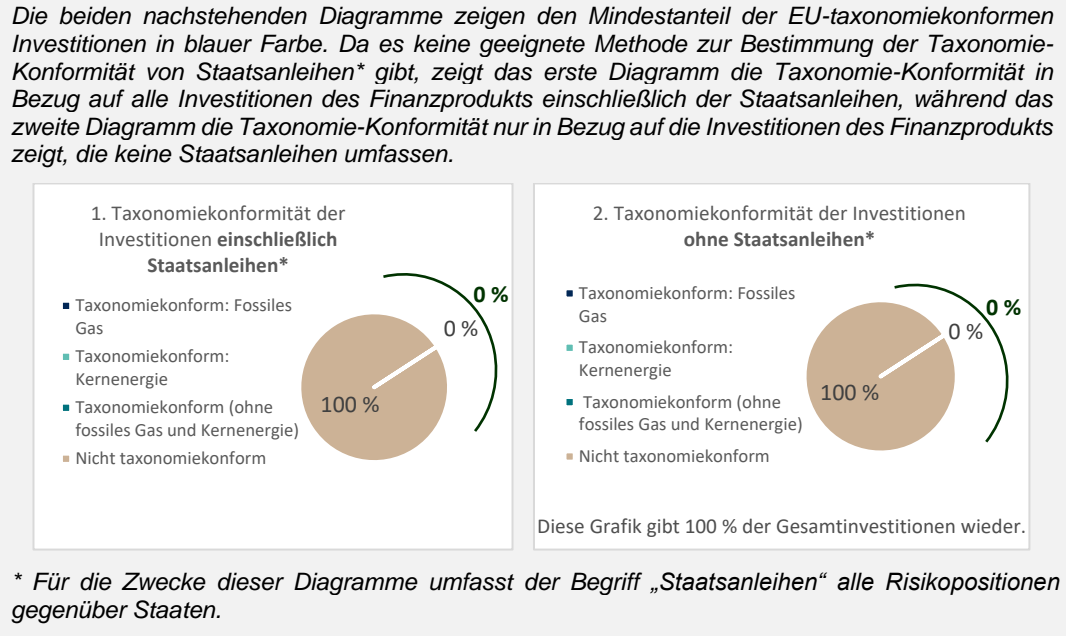 Die beiden nachstehenden Diagramme zeigen den Mindestanteil der EU-taxonomiekonformen
Investitionen in blauer Farbe. Da es keine geeignete Methode zur Bestimmung der Taxonomie-
Konformität von Staatsanleihen* gibt, zeigt das erste Diagramm die Taxonomie-Konformität in
Bezug auf alle Investitionen des Finanzprodukts einschließlich der Staatsanleihen, während das
zweite Diagramm die Taxonomie-Konformität nur in Bezug auf die Investitionen des Finanzprodukts
zeigt, die keine Staatsanleihen umfassen.
1. Taxonomiekonformität der
Investitionen einschließlich
Staatsanleihen*
Taxonomiekonform: Fossiles
Gas
Taxonomiekonform:
Kernenergie
Taxonomiekonform (ohne
fossiles Gas und Kernenergie)
Nicht taxonomiekonform
0 %
0 %
100 %
2. Taxonomiekonformität der Investitionen
ohne Staatsanleihen*
Taxonomiekonform: Fossiles
Gas
Taxonomiekonform:
Kernenergie
Taxonomiekonform (ohne
fossiles Gas und Kernenergie)
Nicht taxonomiekonform
0 %
0 %
100 %
Diese Grafik gibt 100 % der Gesamtinvestitionen wieder.
* Für die Zwecke dieser Diagramme umfasst der Begriff „Staatsanleihen“ alle Risikopositionen
gegenüber Staaten.